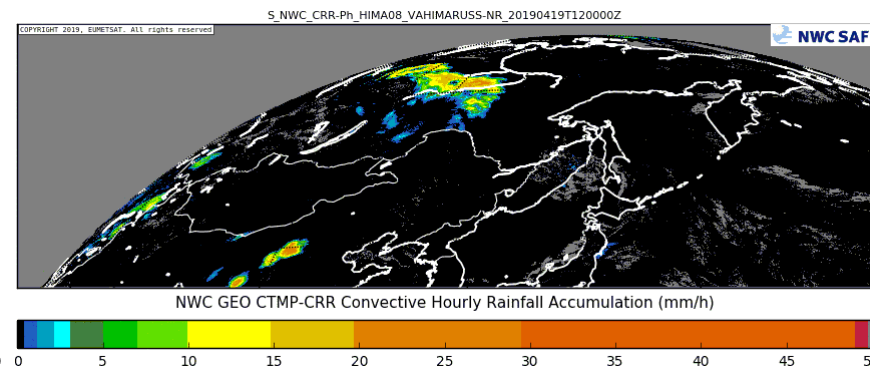 S_NWC_CRR-Ph_HIMA08_VAHIMARUSS-NR_20190419T120000Z
COPYRIGHT 2019, EUMETSAT. All rights reserved
NWC SAF
NWC GEO CTMP-CRR Convective Hourly Rainfall Accumulation (mm/h)
0 5 10 15 20 25 30 35 40 45